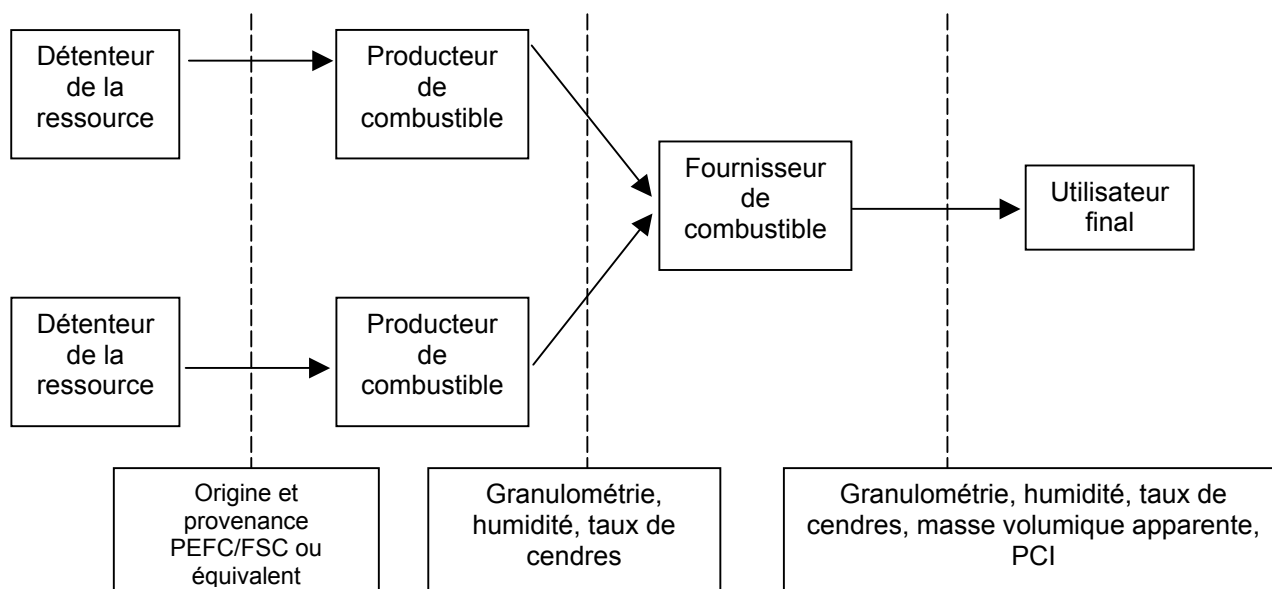 Détenteur
de la
ressource
Producteur
de
combustible
Fournisseur
de
combustible
Utilisateur
final
Détenteur
de la
ressource
Producteur
de
combustible
Origine et
provenance
PEFC/FSC ou
équivalent
Granulométrie,
humidité, taux de
cendres
Granulométrie, humidité, taux de
cendres, masse volumique apparente,
PCI